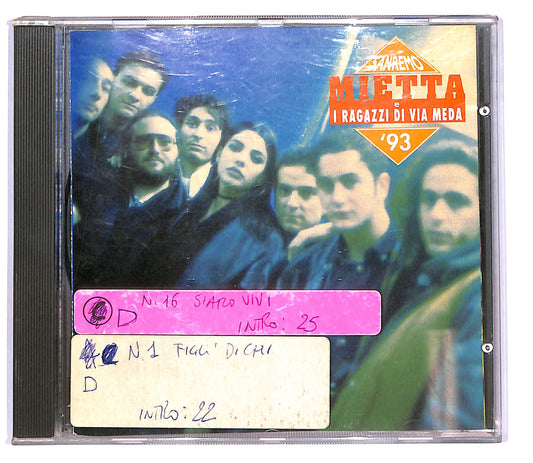 SANREMO
MIETTA
e
I RAGAZZI DI VIA MEDA
'93
N. 16 SIAMO VIVI
D
INTRO: 25
N. 1 FIGLI DI CHI
D
INTRO: 22